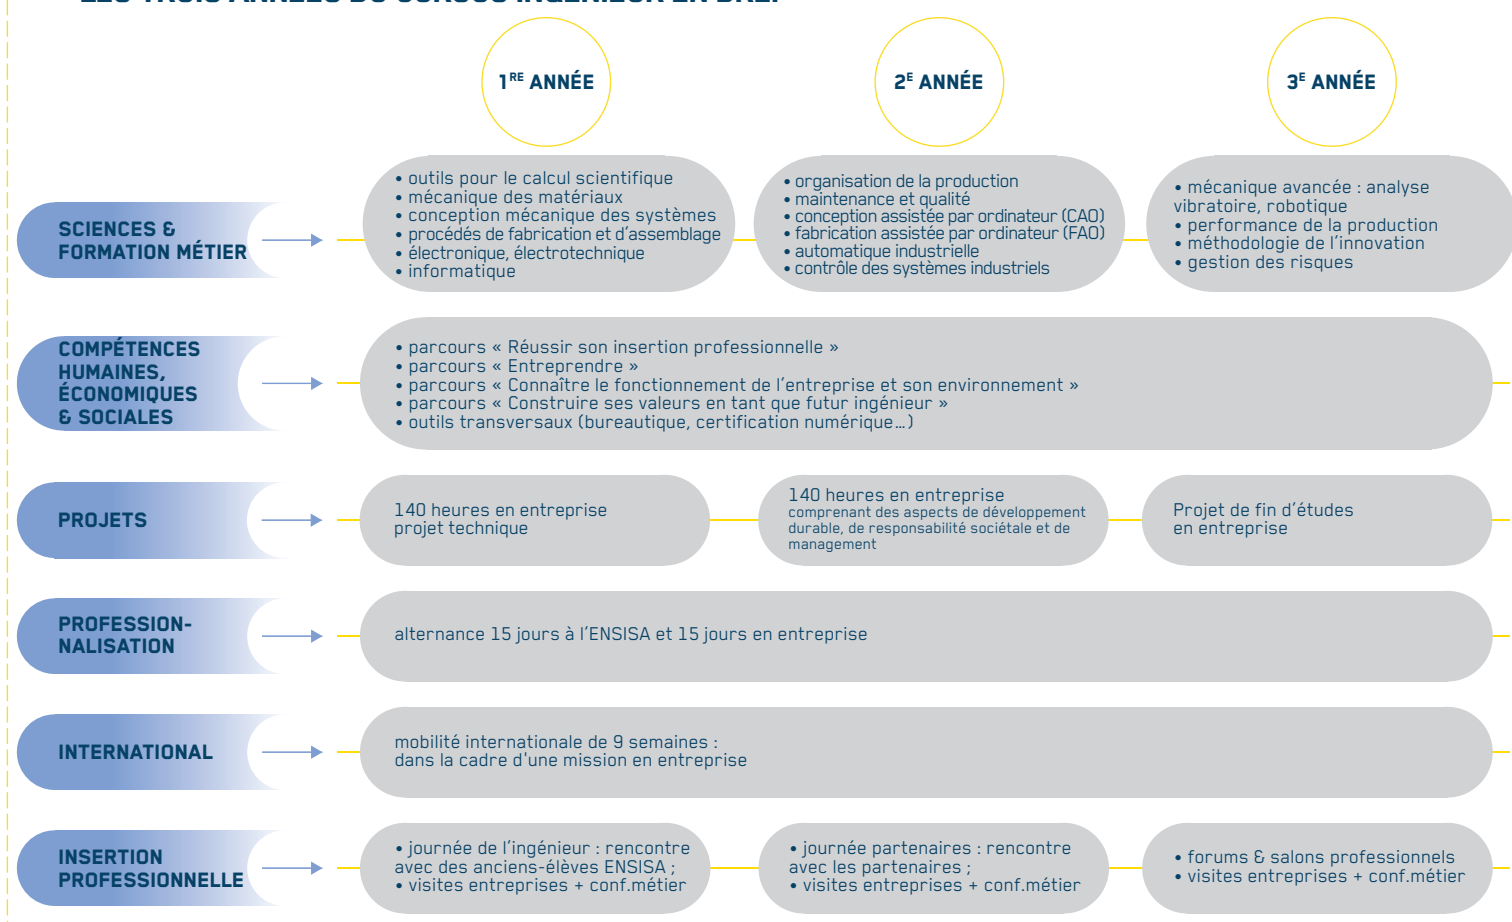 LES TROIS ANNÉES DU CURSUS INGÉNIEUR EN BREF
1RE ANNÉE
2E ANNÉE
3E ANNÉE
SCIENCES &
FORMATION MÉTIER
• outils pour le calcul scientifique
• mécanique des matériaux
• conception mécanique des systèmes
• procédés de fabrication et d'assemblage
• électronique, électrotechnique
• informatique
• organisation de la production
• maintenance et qualité
• conception assistée par ordinateur (CAO)
• fabrication assistée par ordinateur (FAO)
• automatique industrielle
• contrôle des systèmes industriels
• mécanique avancée : analyse
vibratoire, robotique
• performance de la production
• méthodologie de l'innovation
• gestion des risques
COMPÉTENCES
HUMAINES,
ÉCONOMIQUES
& SOCIALES
• parcours « Réussir son insertion professionnelle »
• parcours « Entreprendre »
• parcours « Connaître le fonctionnement de l'entreprise et son environnement »
• parcours « Construire ses valeurs en tant que futur ingénieur »
• outils transversaux (bureautique, certification numérique…)
PROJETS
140 heures en entreprise
projet technique
140 heures en entreprise
comprenant des aspects de développement
durable, de responsabilité sociétale et de
management
Projet de fin d'études
en entreprise
PROFESSION-
NALISATION
alternance 15 jours à l'ENSISA et 15 jours en entreprise
INTERNATIONAL
mobilité internationale de 9 semaines :
dans la cadre d'une mission en entreprise
INSERTION
PROFESSIONNELLE
• journée de l'ingénieur : rencontre
avec des anciens-élèves ENSISA ;
• visites entreprises + conf.métier
• journée partenaires : rencontre
avec les partenaires ;
• visites entreprises + conf.métier
• forums & salons professionnels
• visites entreprises + conf.métier